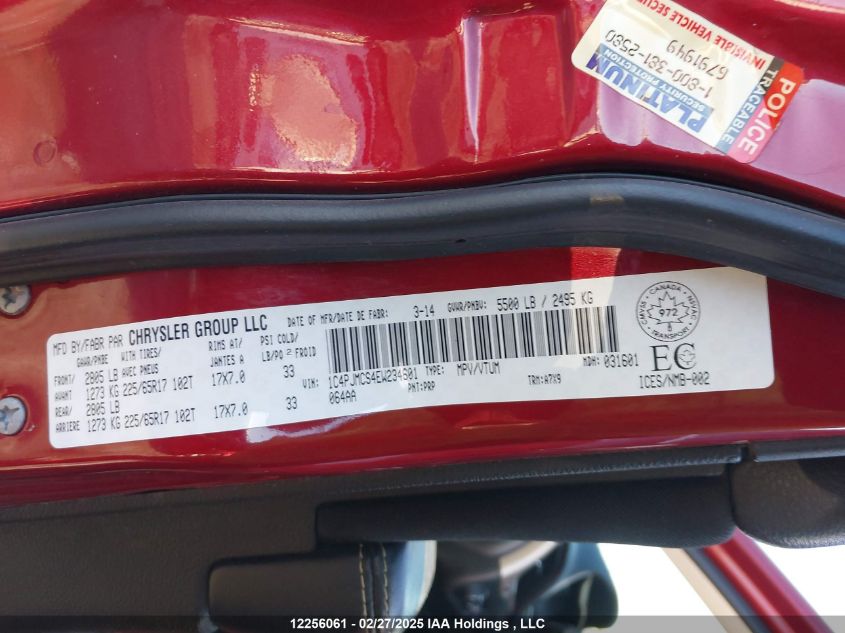 INVISIBLE VEHICLE SECU
6791949
1-800-381-2580
PLATINUM
SECURITY PROTECTION
POLICE
TRACEABLE
MFD BY/FABR PAR CHRYSLER GROUP LLC DATE OF MFR/DATE DE FABR: 3-14 GVWR/PNBV: 5500 LB / 2495 KG
GAWR/PNBE WITH TIRES/ RIMS AT/ PSI COLD/
AVEC PNEUS JANTES A LB/PO2 FROID
FRONT/ 2805 LB
AVANT 1273 KG 225/65R17 102T 17X7.0 33
REAR/ 2805 LB
ARRIERE 1273 KG 225/65R17 102T 17X7.0 33
VIN: 1C4PJMCS4EW234501 TYPE: MPV/VTUM MDH: 031601
064AA PNT:PRP TRM:A7X9
CANADA
972
TRANSPORT
EC
ICES/NMB-002
12256061 - 02/27/2025 IAA Holdings , LLC